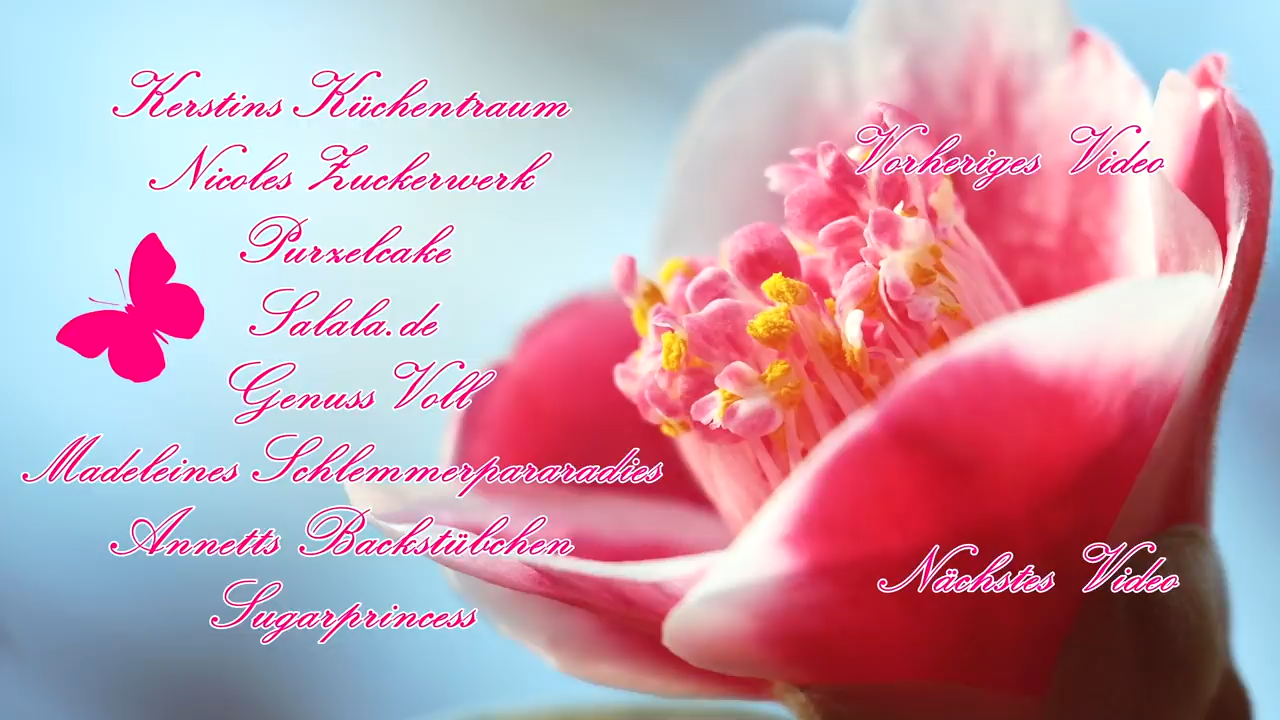 Kerstins Küchentraum
Nicoles Zuckerwerk
Purzelcake
Salala.de
Genuss Voll
Madeleines Schlemmerpararadies
Annetts Backstübchen
Sugarprincess
Vorheriges Video
Nächstes Video